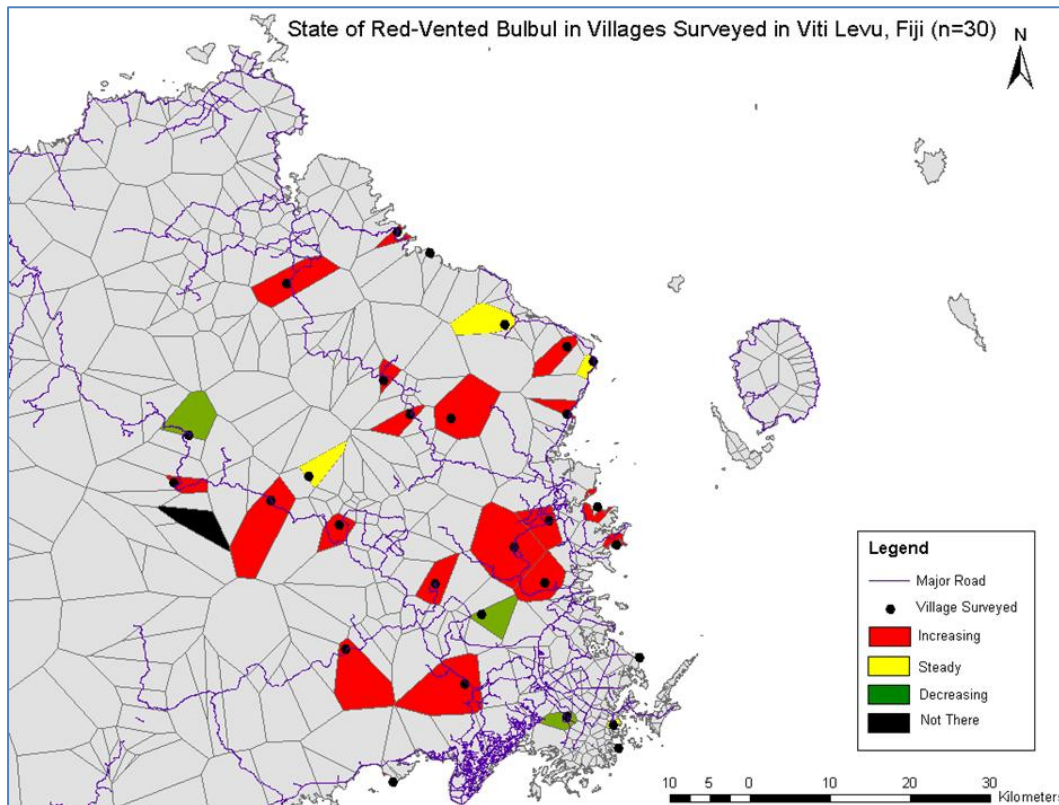 State of Red-Vented Bulbul in Villages Surveyed in Viti Levu, Fiji (n=30)
N
Legend
Major Road
Village Surveyed
Increasing
Steady
Decreasing
Not There
10 5 0 10 20 30
Kilometers